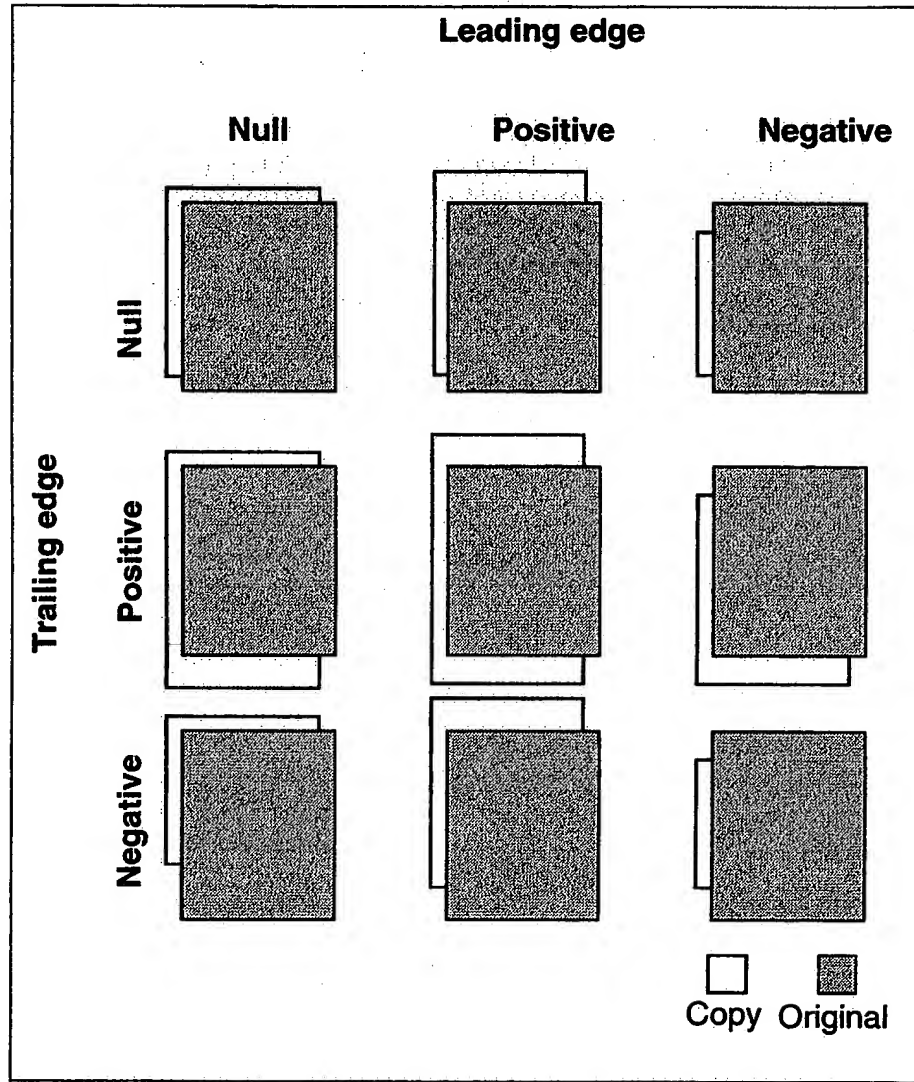 Leading edge
Null Positive Negative
Trailing edge
Null
Positive
Negative
Copy Original